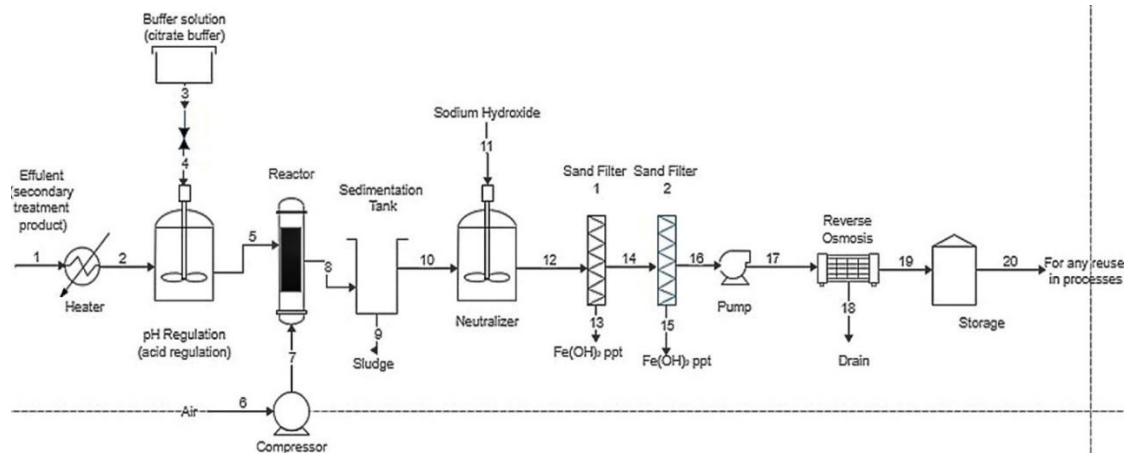 Buffer solution
(citrate buffer)
3
4
Sodium Hydroxide
11
Effulent
(secondary
treatment
product)
1
Heater
2
pH Regulation
(acid regulation)
5
Reactor
7
8
Sedimentation
Tank
9
Sludge
10
Neutralizer
12
Sand Filter
1
13
Fe(OH)₂ ppt
14
Sand Filter
2
15
Fe(OH)₂ ppt
16
Pump
17
Reverse
Osmosis
18
Drain
19
Storage
20
For any reuse
in processes
Air
6
Compressor